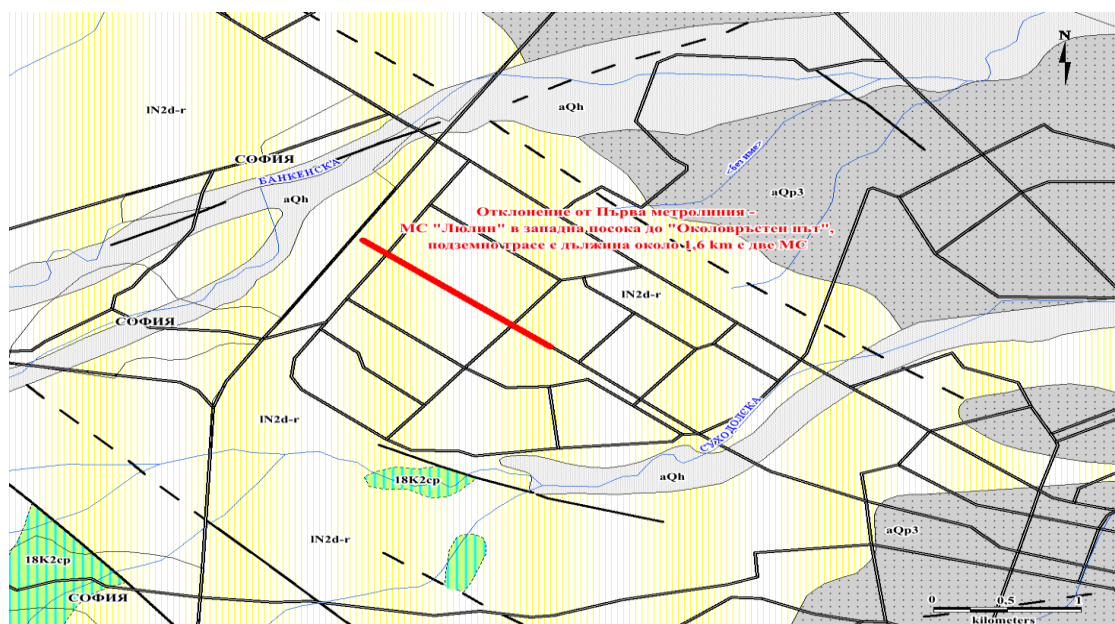 N
lN2d-r
aQh
СОФИЯ
БАНКЕНСКА
<без име>
aQp3
aQh
Отклонение от Първа метролиния -
МС "Люлин" в западна посока до "Околовръстен път",
подземно трасе с дължина около 1,6 km с две МС
lN2d-r
СОФИЯ
СУХОДОЛСКА
lN2d-r
aQh
18K2cp
lN2d-r
aQp3
18K2cp
СОФИЯ
0 0,5 1
kilometers